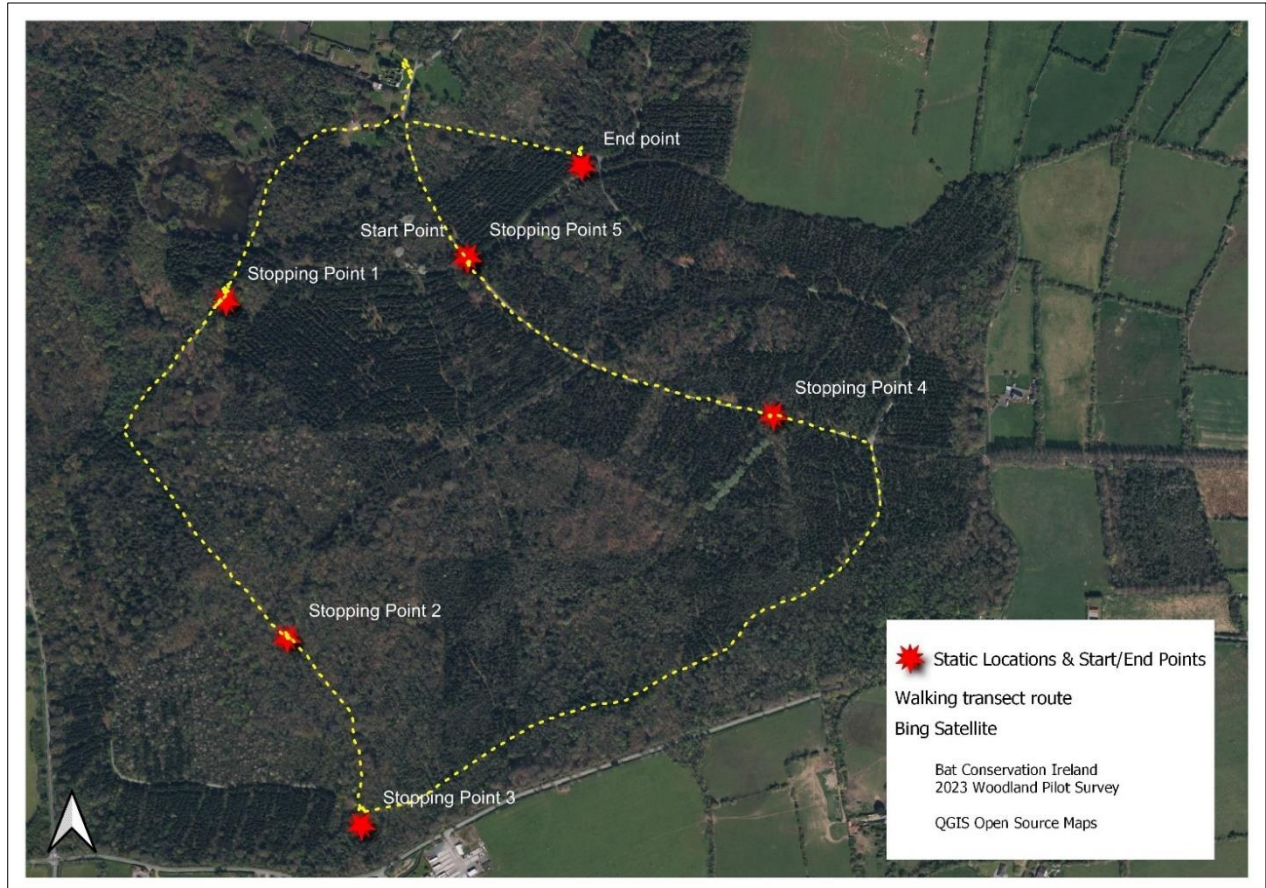 End point
Start Point
Stopping Point 5
Stopping Point 1
Stopping Point 4
Stopping Point 2
Stopping Point 3
Static Locations & Start/End Points
Walking transect route
Bing Satellite
Bat Conservation Ireland
2023 Woodland Pilot Survey
QGIS Open Source Maps